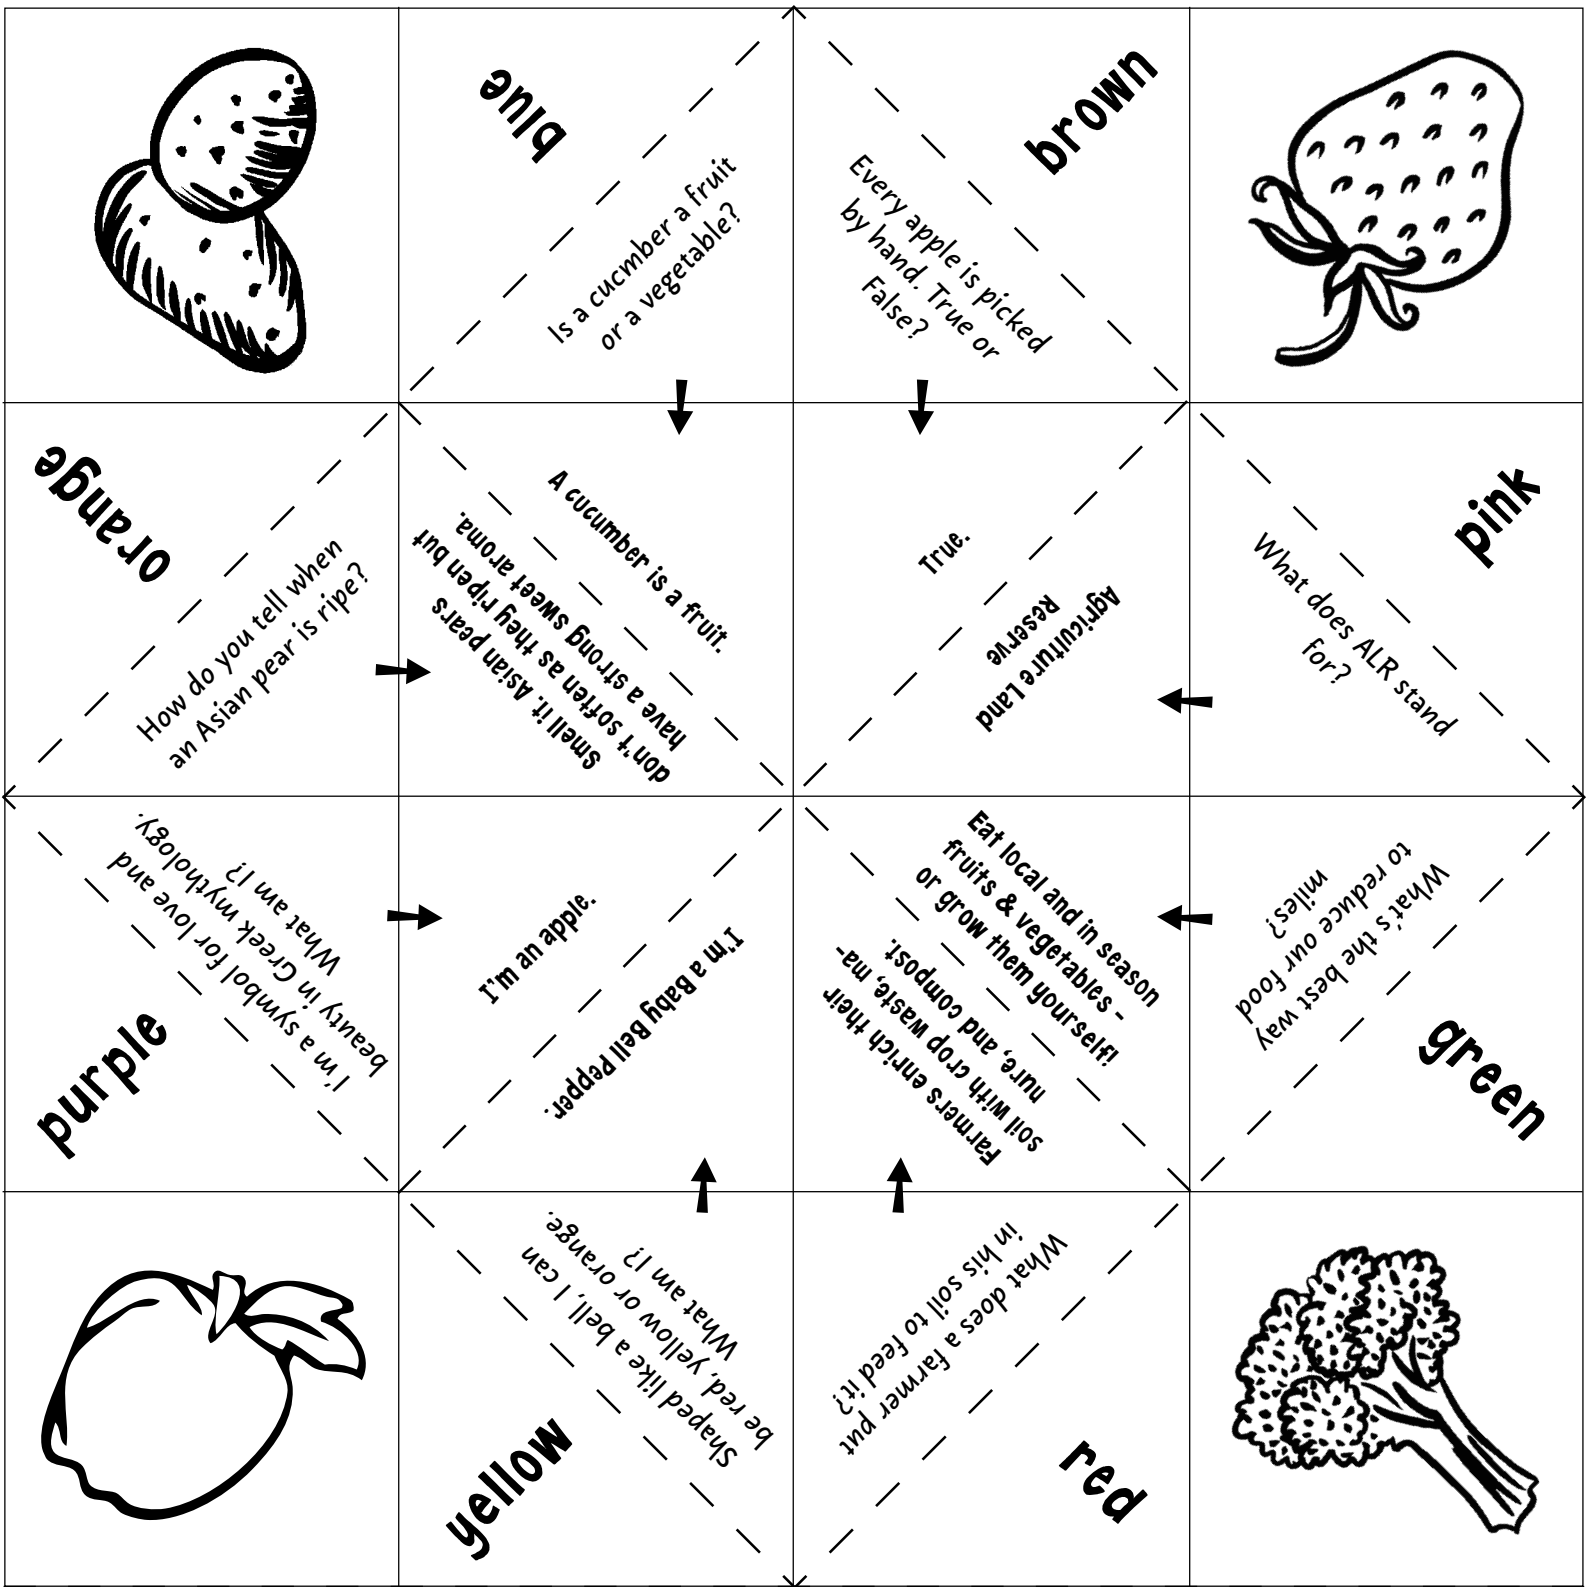 blue
Is a cucmber a fruit
or a vegetable?
brown
Every apple is picked
by hand. True or
False?
orange
How do you tell when
an Asian pear is ripe?
A cucumber is a fruit.
Smell it. Asian pears
don't soften as they ripen but
have a strong sweet aroma.
True.
Agriculture Land
Reserve
pink
What does ALR stand
for?
purple
I'm a symbol for love and
beauty in Greek mythology.
What am I?
I'm an apple.
I'm a Baby Bell Pepper.
Eat local and in season
fruits & vegetables -
or grow them yourself!
Farmers enrich their
soil with crop waste, ma-
nure, and compost.
What's the best way
to reduce our food
miles?
green
yellow
Shaped like a bell, I can
be red, yellow or orange.
What am I?
What does a farmer put
in his soil to feed it?
red